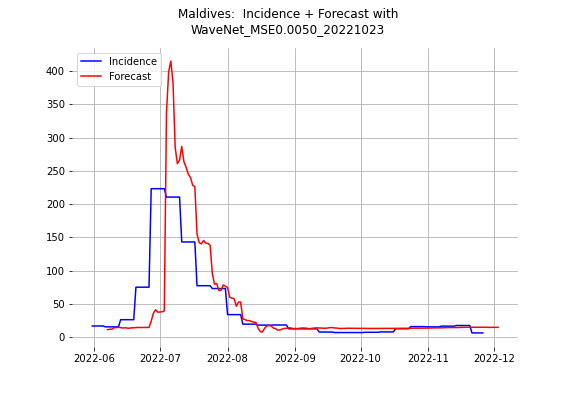 Maldives:  Incidence + Forecast with
WaveNet_MSE0.0050_20221023
Incidence
Forecast
400
350
300
250
200
150
100
50
0
2022-06 2022-07 2022-08 2022-09 2022-10 2022-11 2022-12